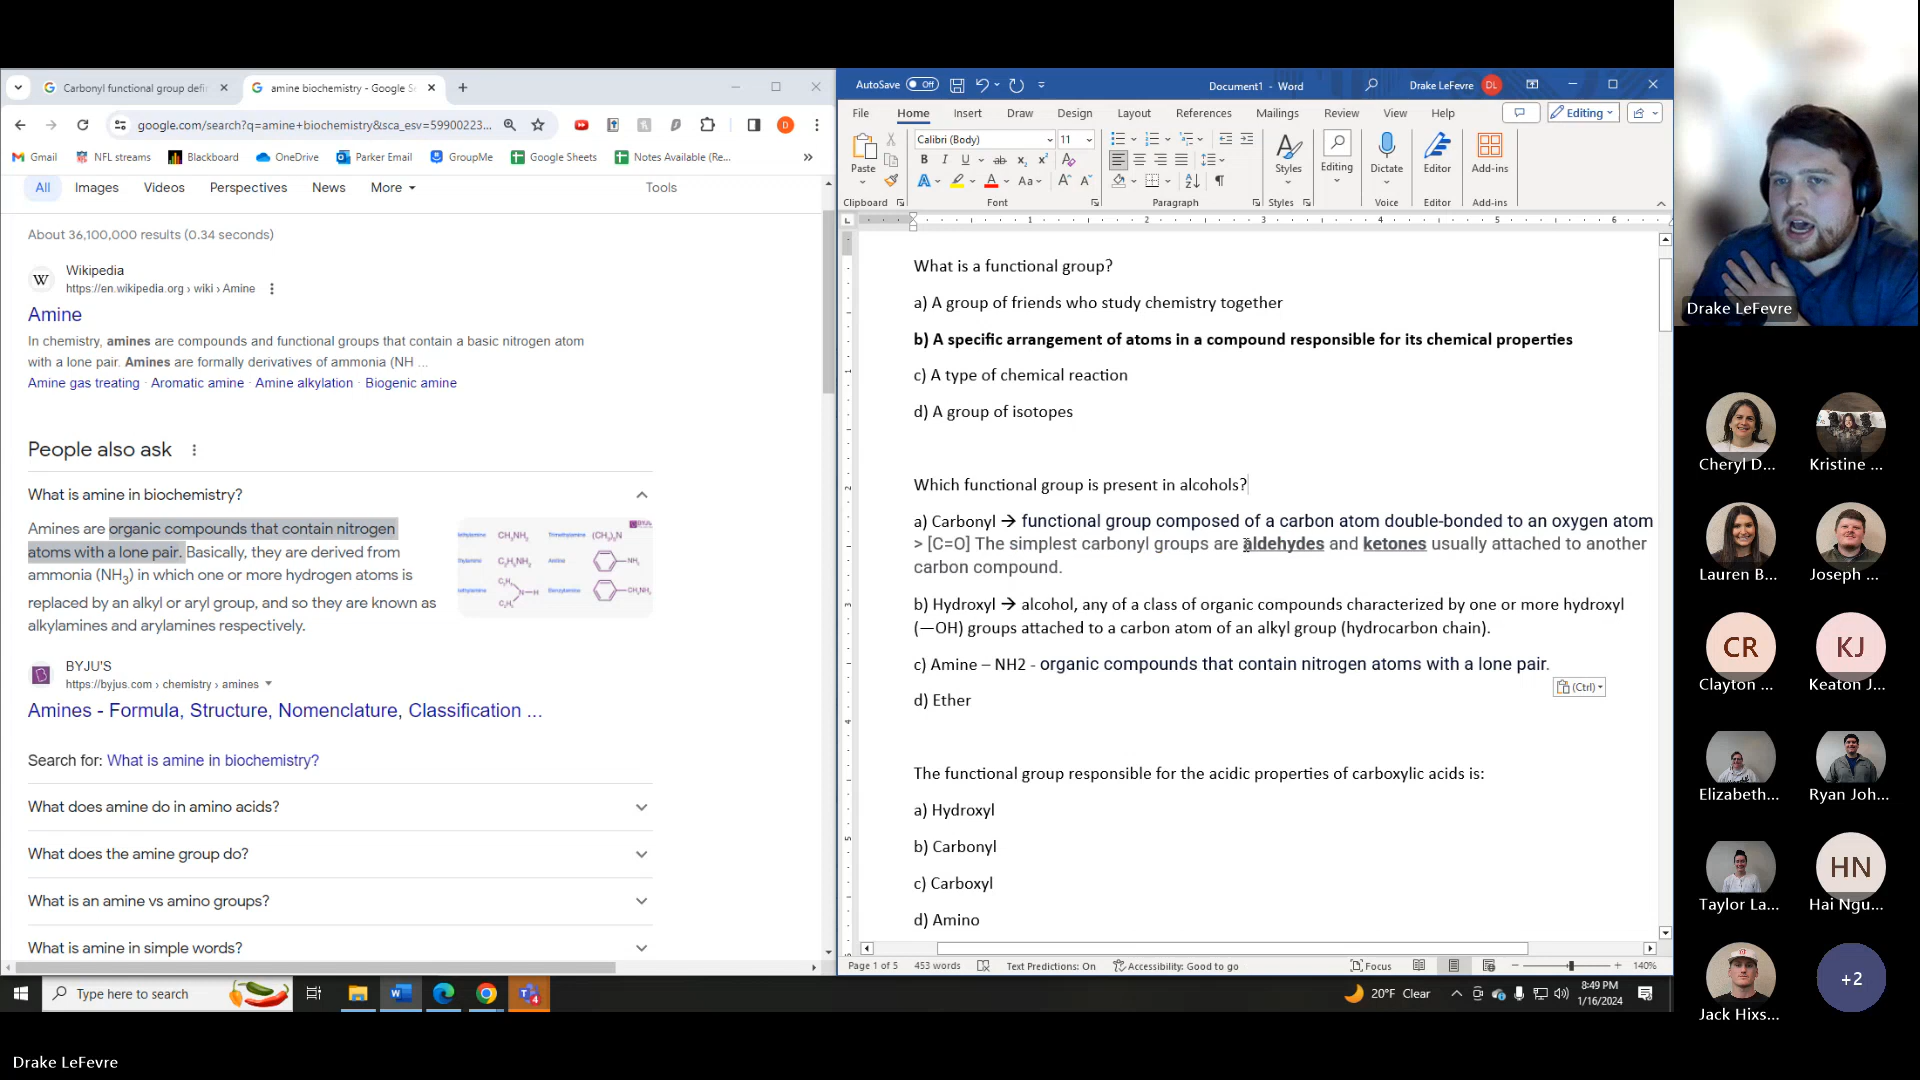 Carbonyl functional group defi
amine biochemistry - Google Se
google.com/search?q=amine+biochemistry&sca_esv=59900223...
Gmail
NFL streams
Blackboard
OneDrive
Parker Email
GroupMe
Google Sheets
Notes Available (Re...
All
Images
Videos
Perspectives
News
More
Tools
About 36,100,000 results (0.34 seconds)
W
Wikipedia
https://en.wikipedia.org › wiki › Amine
Amine
In chemistry, amines are compounds and functional groups that contain a basic nitrogen atom
with a lone pair. Amines are formally derivatives of ammonia (NH ...
Amine gas treating · Aromatic amine · Amine alkylation · Biogenic amine
People also ask
What is amine in biochemistry?
Amines are organic compounds that contain nitrogen
atoms with a lone pair. Basically, they are derived from
ammonia (NH3) in which one or more hydrogen atoms is
replaced by an alkyl or aryl group, and so they are known as
alkylamines and arylamines respectively.
BYJU'S
https://byjus.com › chemistry › amines
Amines - Formula, Structure, Nomenclature, Classification ...
Search for: What is amine in biochemistry?
What does amine do in amino acids?
What does the amine group do?
What is an amine vs amino groups?
What is amine in simple words?
AutoSave Off
Document1 - Word
Drake LeFevre DL
File Home Insert Draw Design Layout References Mailings Review View Help
Editing
Calibri (Body) 11
Paste
Styles
Editing
Dictate
Editor
Add-ins
Clipboard
Font
Paragraph
Styles
Voice
Editor
Add-ins
1 2 3 4 5 6
What is a functional group?
a) A group of friends who study chemistry together
b) A specific arrangement of atoms in a compound responsible for its chemical properties
c) A type of chemical reaction
d) A group of isotopes
Which functional group is present in alcohols?
a) Carbonyl → functional group composed of a carbon atom double-bonded to an oxygen atom
> [C=O] The simplest carbonyl groups are aldehydes and ketones usually attached to another
carbon compound.
b) Hydroxyl → alcohol, any of a class of organic compounds characterized by one or more hydroxyl
(—OH) groups attached to a carbon atom of an alkyl group (hydrocarbon chain).
c) Amine – NH2 - organic compounds that contain nitrogen atoms with a lone pair.
(Ctrl)
d) Ether
The functional group responsible for the acidic properties of carboxylic acids is:
a) Hydroxyl
b) Carbonyl
c) Carboxyl
d) Amino
Page 1 of 5
453 words
Text Predictions: On
Accessibility: Good to go
Focus
140%
Type here to search
20°F Clear
8:49 PM
1/16/2024
Drake LeFevre
Cheryl D...
Kristine ...
Lauren B...
Joseph ...
CR
KJ
Clayton ...
Keaton J...
Elizabeth...
Ryan Joh...
HN
Taylor La...
Hai Ngu...
+2
Jack Hixs...
Drake LeFevre